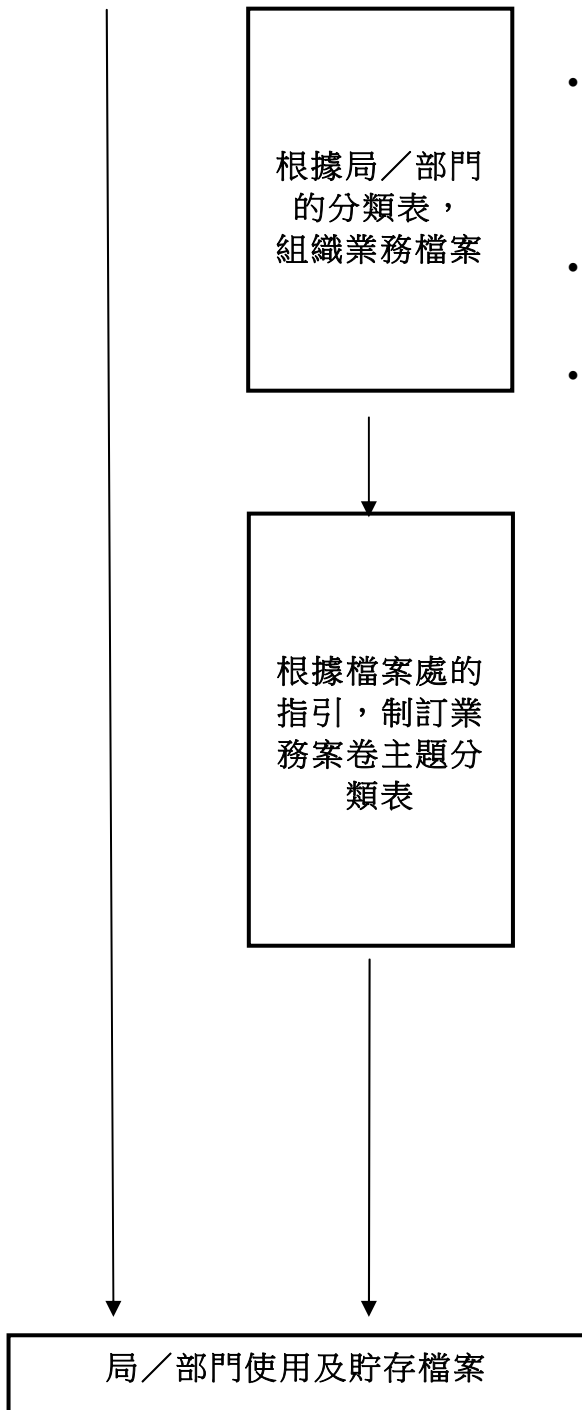 根據局／部門
的分類表，
組織業務檔案
•
•
•
根據檔案處的
指引，制訂業
務案卷主題分
類表
局／部門使用及貯存檔案